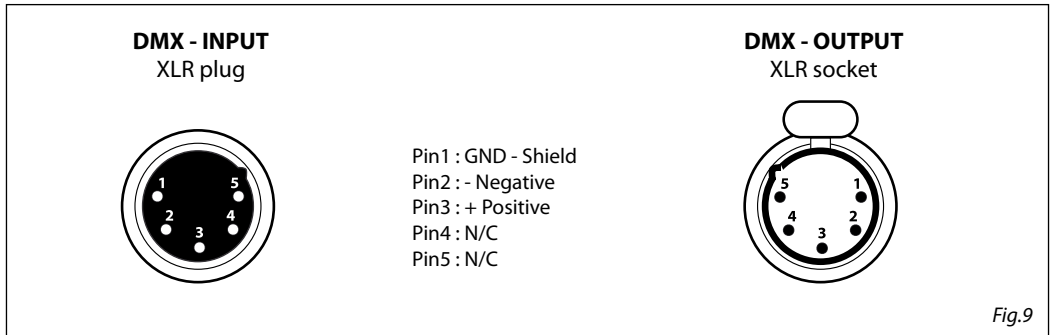 DMX - INPUT
XLR plug
1
5
2
4
3
Pin1 : GND - Shield
Pin2 : - Negative
Pin3 : + Positive
Pin4 : N/C
Pin5 : N/C
DMX - OUTPUT
XLR socket
5
1
4
2
3
Fig.9